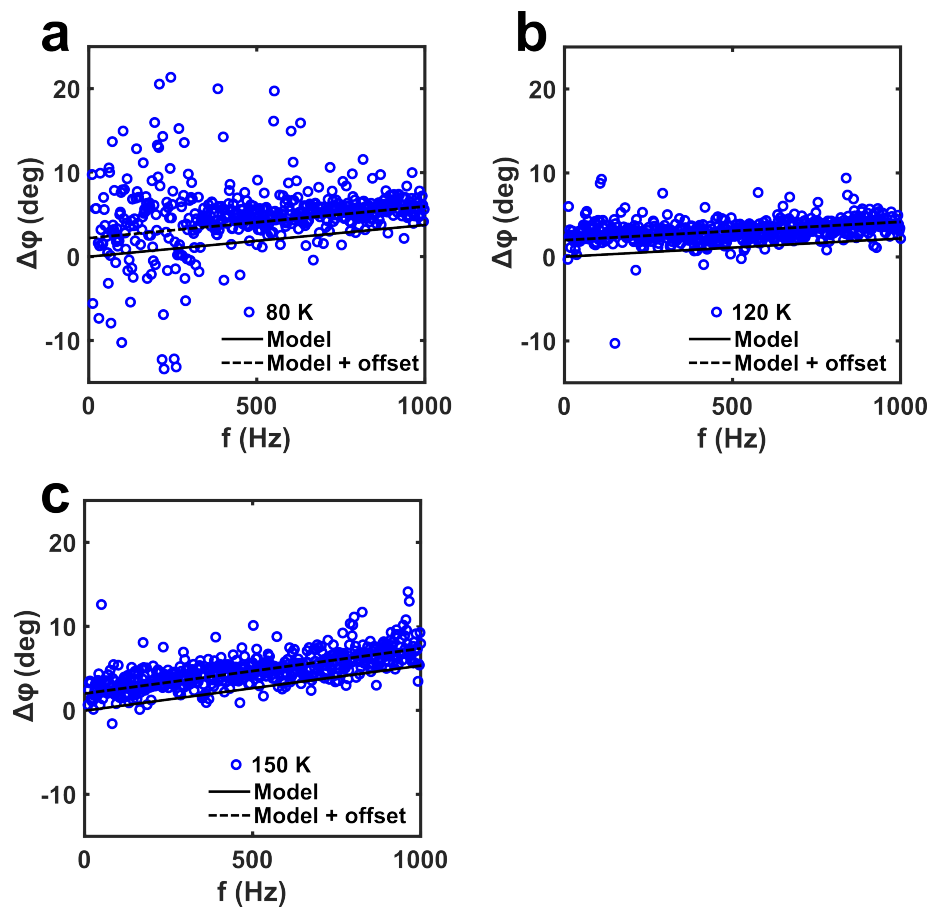 a
20
10
0
-10
Δφ (deg)
80 K
Model
Model + offset
0
500
1000
f (Hz)
b
20
10
0
-10
Δφ (deg)
120 K
Model
Model + offset
0
500
1000
f (Hz)
c
20
10
0
-10
Δφ (deg)
150 K
Model
Model + offset
0
500
1000
f (Hz)